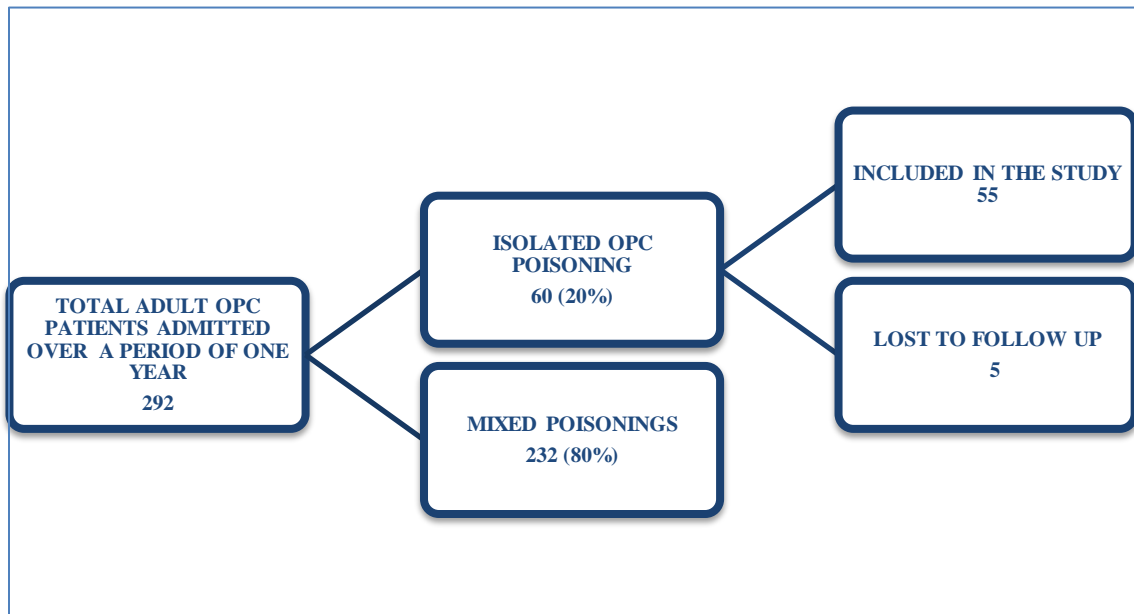 TOTAL ADULT OPC
PATIENTS ADMITTED
OVER A PERIOD OF ONE
YEAR
292
ISOLATED OPC
POISONING
60 (20%)
MIXED POISONINGS
232 (80%)
INCLUDED IN THE STUDY
55
LOST TO FOLLOW UP
5